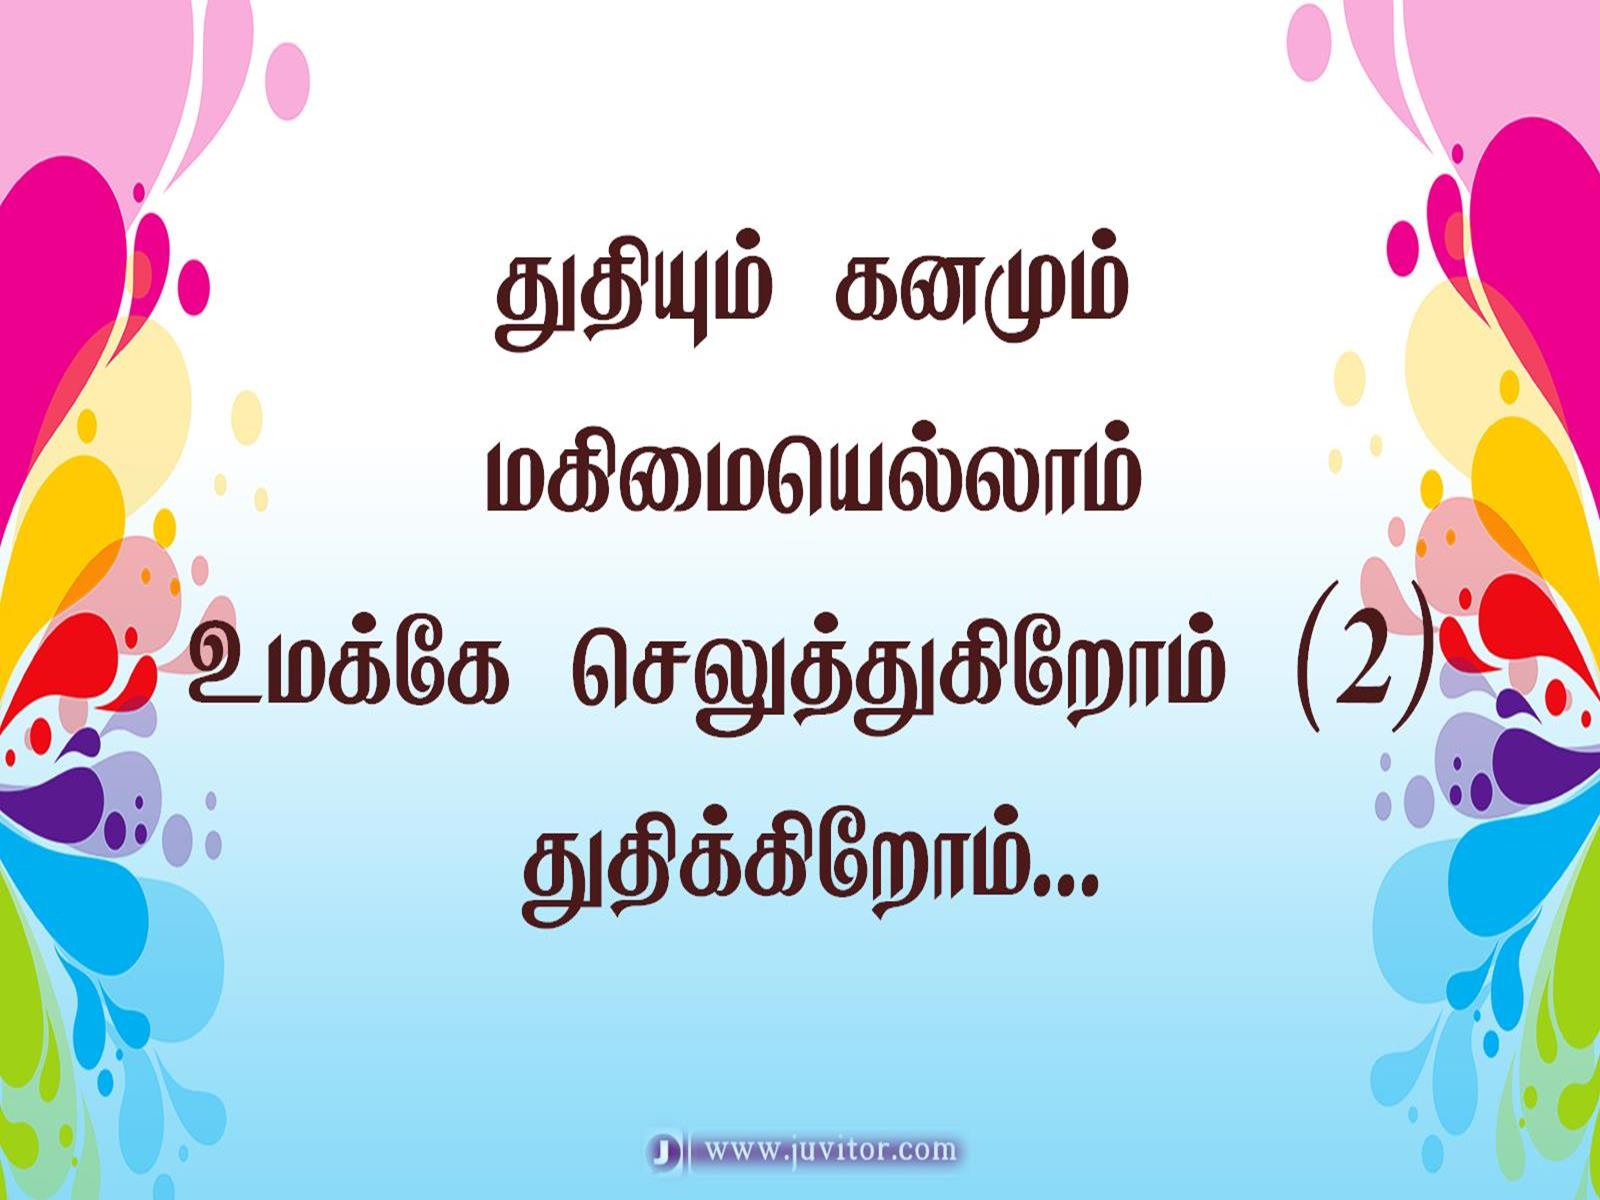 துதியும் கனமும்
மகிமையெல்லாம்
உமக்கே செலுத்துகிறோம் (2)
துதிக்கிறோம்...
J www.juvitor.com